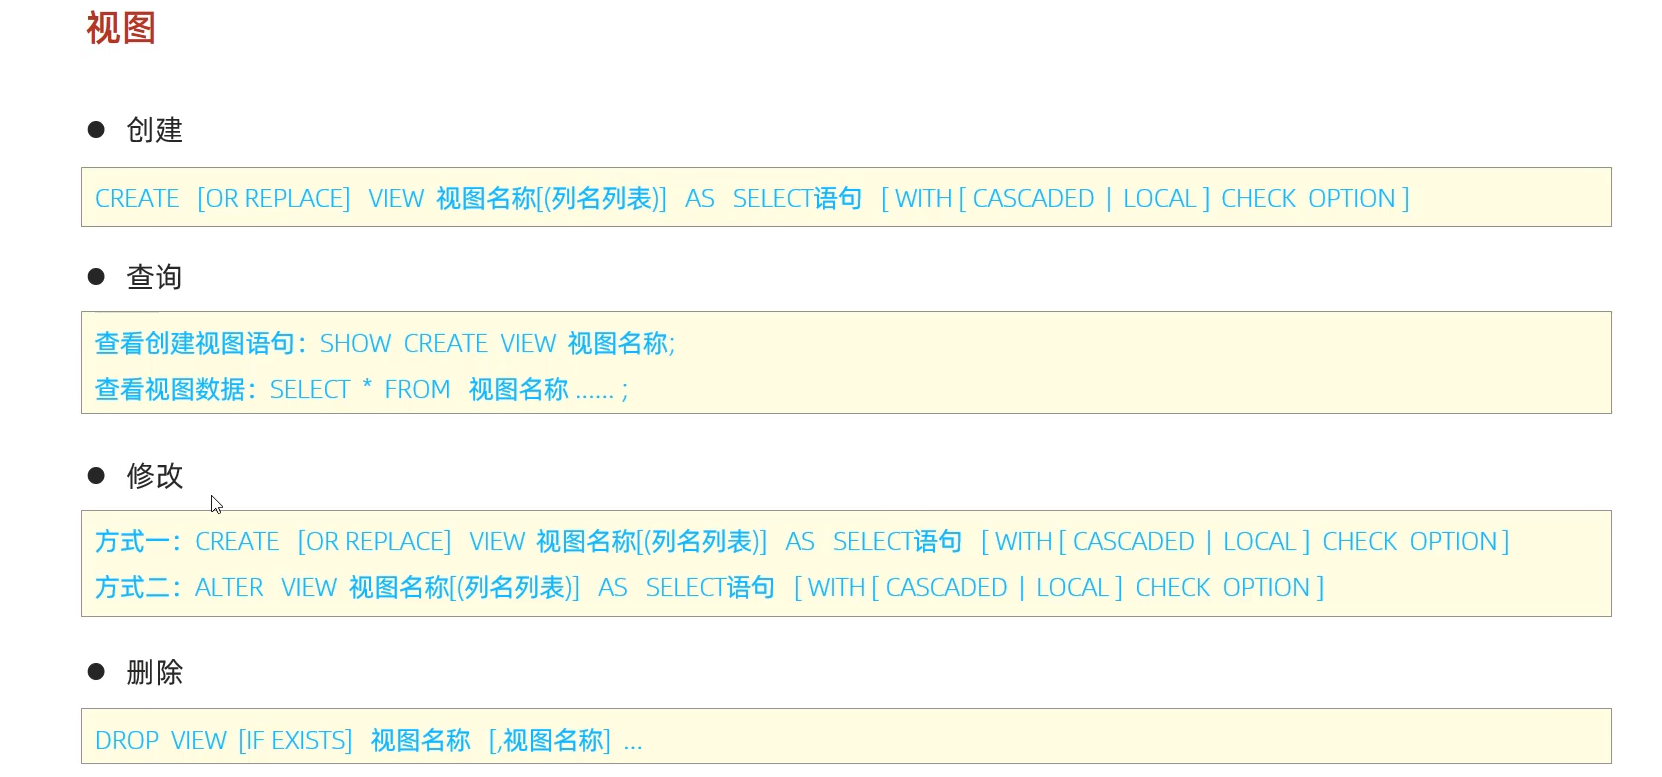 视图
● 创建
CREATE [OR REPLACE] VIEW 视图名称[(列名列表)] AS SELECT语句 [ WITH [ CASCADED | LOCAL ] CHECK OPTION ]
● 查询
查看创建视图语句：SHOW CREATE VIEW 视图名称;
查看视图数据：SELECT * FROM 视图名称 ...... ;
● 修改
方式一：CREATE [OR REPLACE] VIEW 视图名称[(列名列表)] AS SELECT语句 [ WITH [ CASCADED | LOCAL ] CHECK OPTION ]
方式二：ALTER VIEW 视图名称[(列名列表)] AS SELECT语句 [ WITH [ CASCADED | LOCAL ] CHECK OPTION ]
● 删除
DROP VIEW [IF EXISTS] 视图名称 [,视图名称] ...